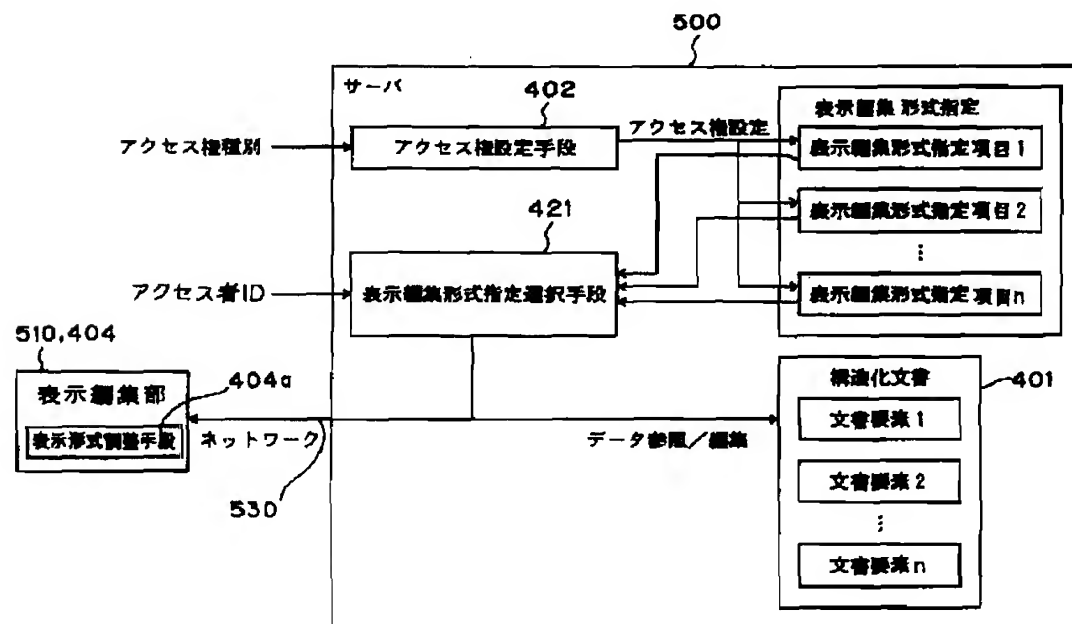 500
サーバ
402
表示編集形式指定
アクセス権種別
アクセス権設定手段
アクセス権設定
表示編集形式指定項目1
421
表示編集形式指定項目2
⋮
アクセス者ID
表示編集形式指定選択手段
表示編集形式指定項目n
510,404
表示編集部
404a
表示形式調整手段
ネットワーク
530
データ参照/編集
構造化文書
401
文書要素1
文書要素2
⋮
文書要素n